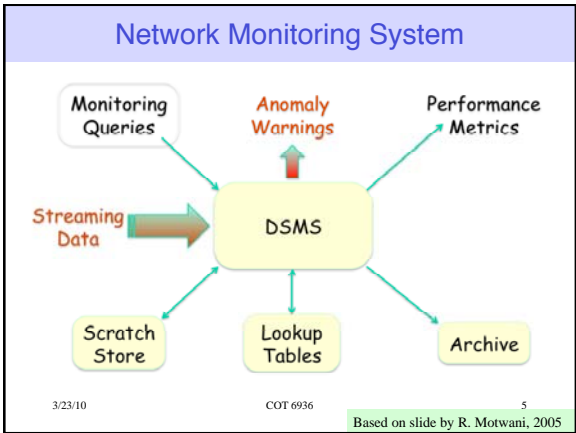 Network Monitoring System
Monitoring
Queries
Anomaly
Warnings
Performance
Metrics
Streaming
Data
DSMS
Scratch
Store
Lookup
Tables
Archive
3/23/10
COT 6936
5
Based on slide by R. Motwani, 2005